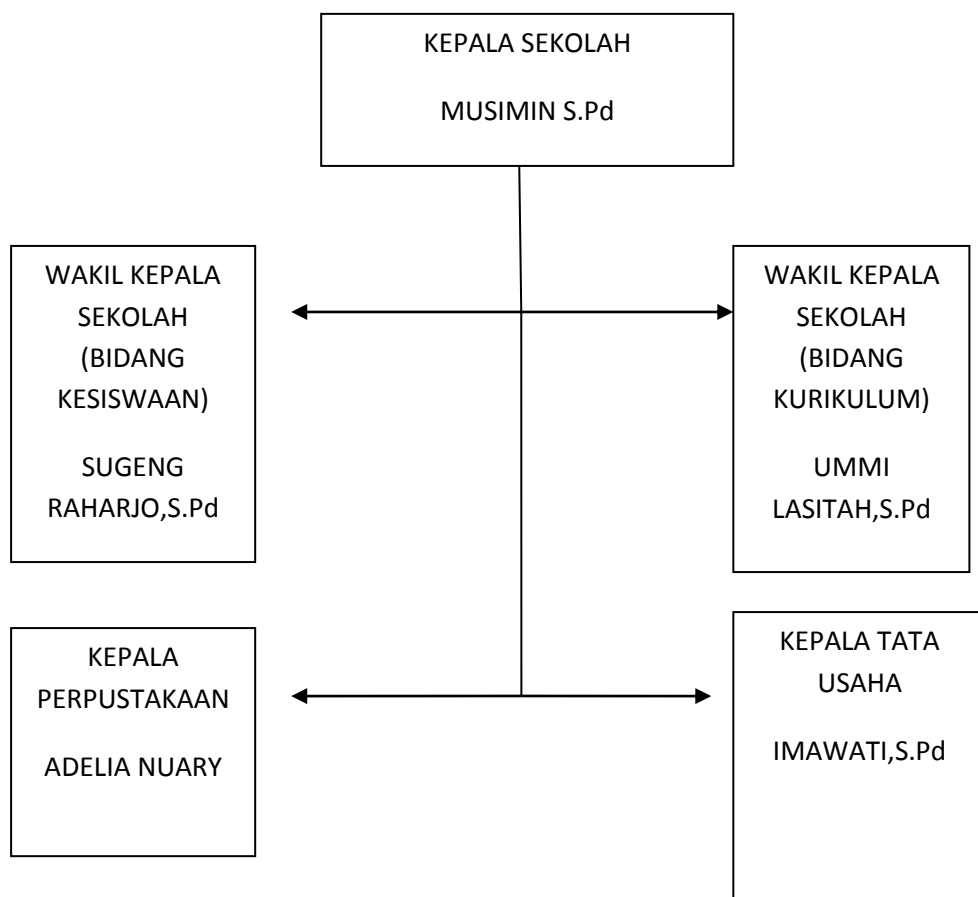 KEPALA SEKOLAH
MUSIMIN S.Pd
WAKIL KEPALA
SEKOLAH
(BIDANG
KESISWAAN)
SUGENG
RAHARJO,S.Pd
WAKIL KEPALA
SEKOLAH
(BIDANG
KURIKULUM)
UMMI
LASITAH,S.Pd
KEPALA
PERPUSTAKAAN
ADELIA NUARY
KEPALA TATA
USAHA
IMAWATI,S.Pd